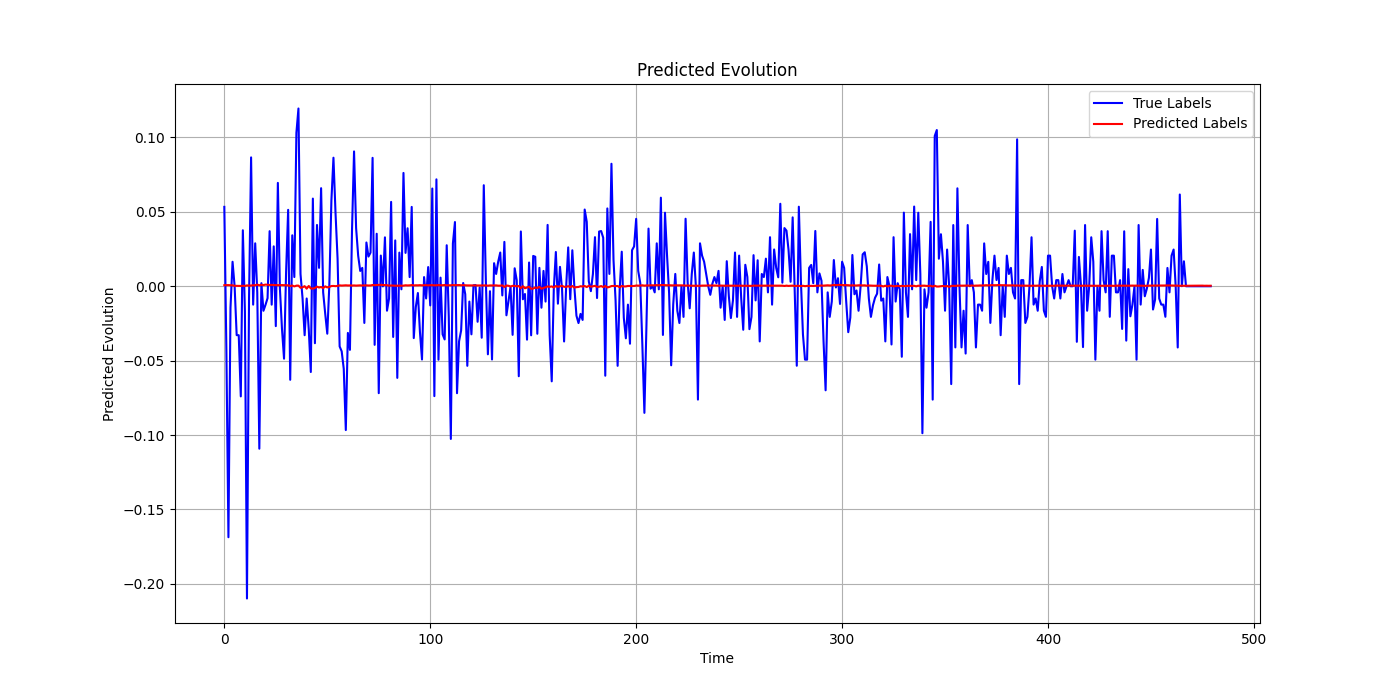 Predicted Evolution
True Labels
Predicted Labels
0.10
0.05
0.00
−0.05
−0.10
−0.15
−0.20
Predicted Evolution
0 100 200 300 400 500
Time